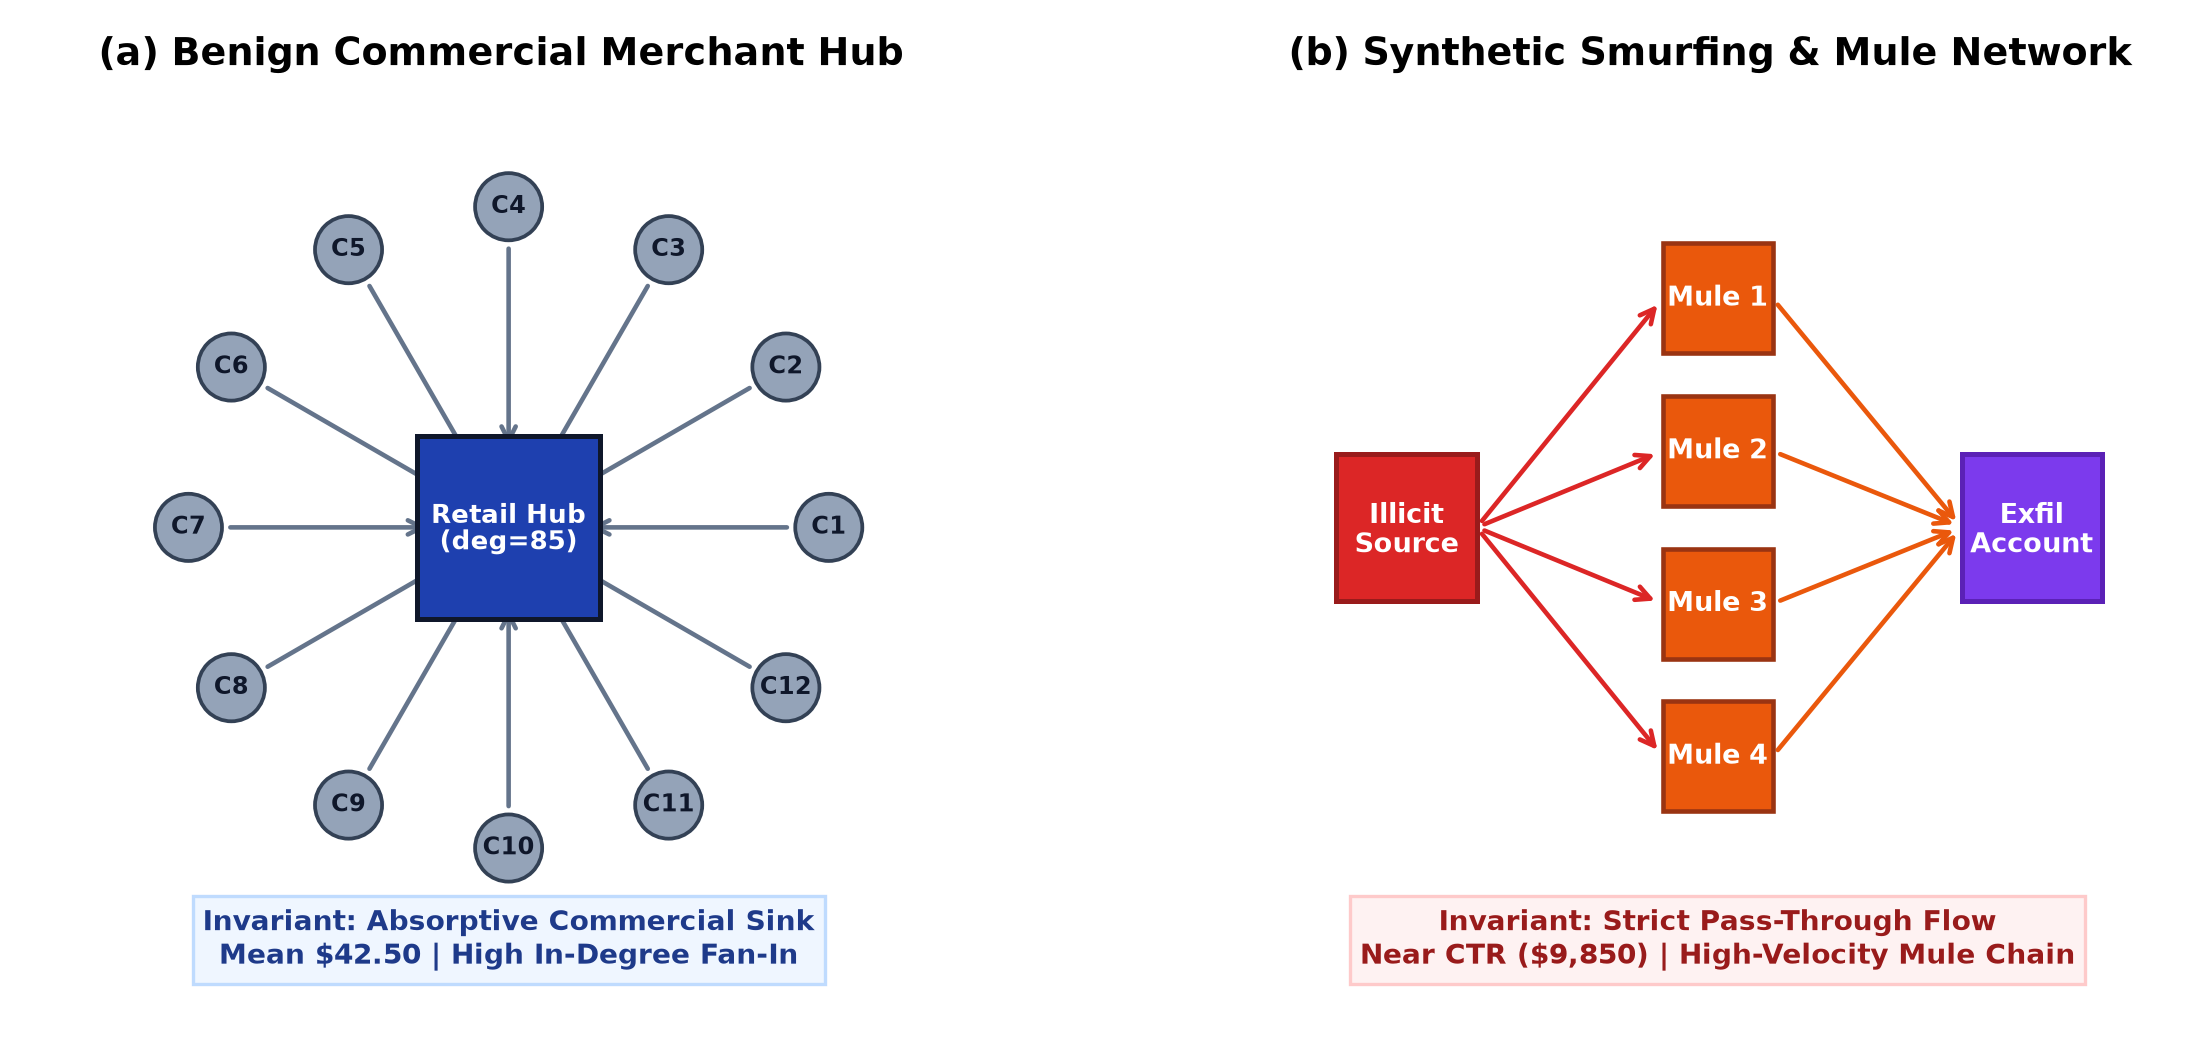 (a) Benign Commercial Merchant Hub
C4
C5
C3
C6
C2
Retail Hub
(deg=85)
C7
C1
C8
C12
C9
C11
C10
Invariant: Absorptive Commercial Sink
Mean $42.50 | High In-Degree Fan-In
(b) Synthetic Smurfing & Mule Network
Mule 1
Mule 2
Illicit
Source
Exfil
Account
Mule 3
Mule 4
Invariant: Strict Pass-Through Flow
Near CTR ($9,850) | High-Velocity Mule Chain